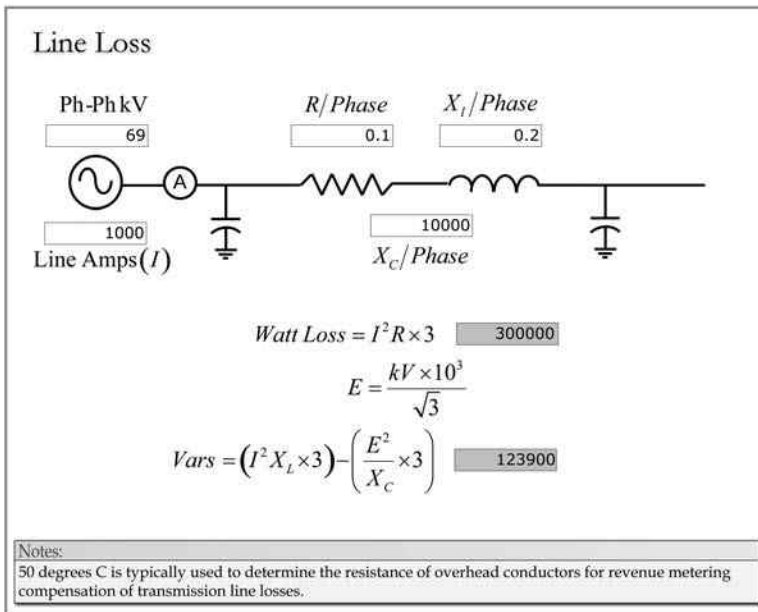 Line Loss
Ph-Ph kV
R/Phase
X_l/Phase
69
0.1
0.2
A
1000
10000
Line Amps(I)
X_C/Phase
Watt Loss = I²R×3 300000
E = kV×10³/√3
Vars = (I²X_L×3)−(E²/X_C×3) 123900
Notes:
50 degrees C is typically used to determine the resistance of overhead conductors for revenue metering
compensation of transmission line losses.